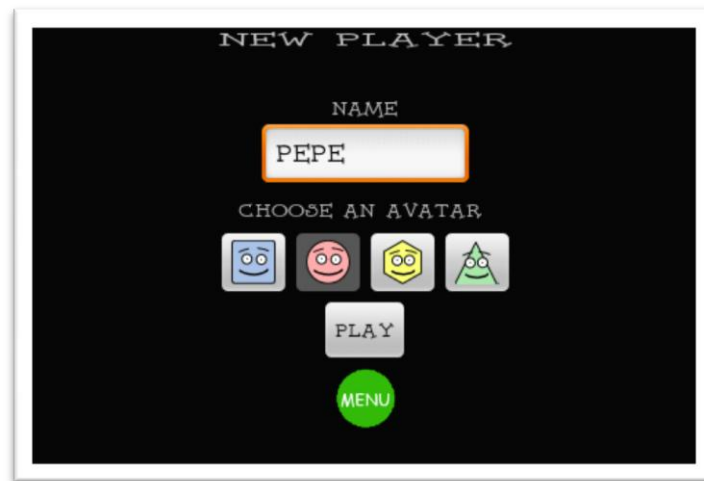 NEW PLAYER
NAME
PEPE
CHOOSE AN AVATAR
PLAY
MENU